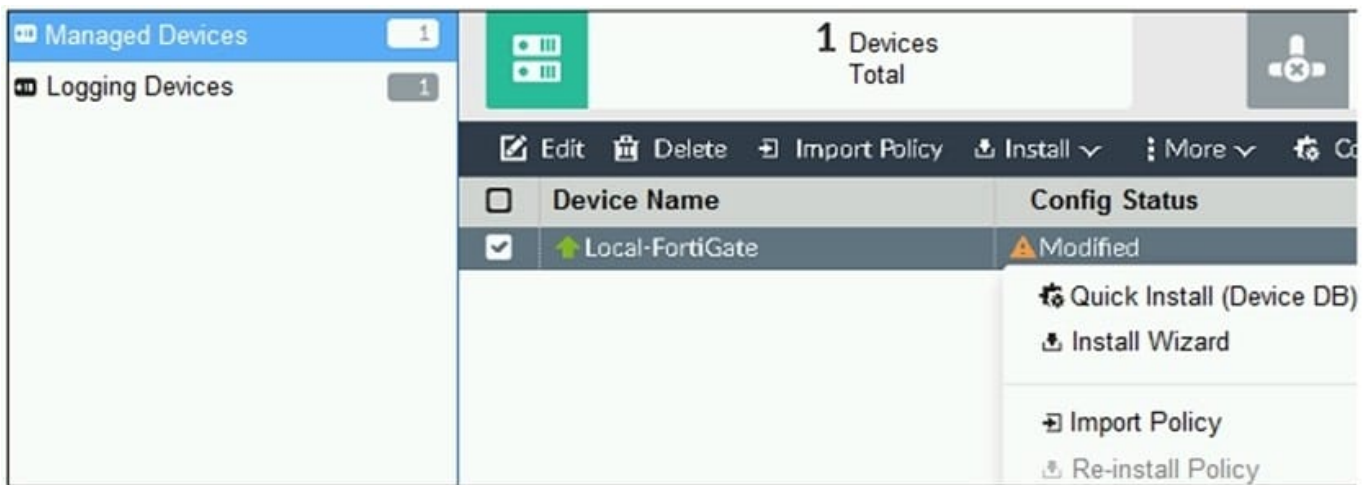 Managed Devices 1
Logging Devices 1
1 Devices
Total
Edit Delete Import Policy Install More
Device Name Config Status
Local-FortiGate Modified
Quick Install (Device DB)
Install Wizard
Import Policy
Re-install Policy